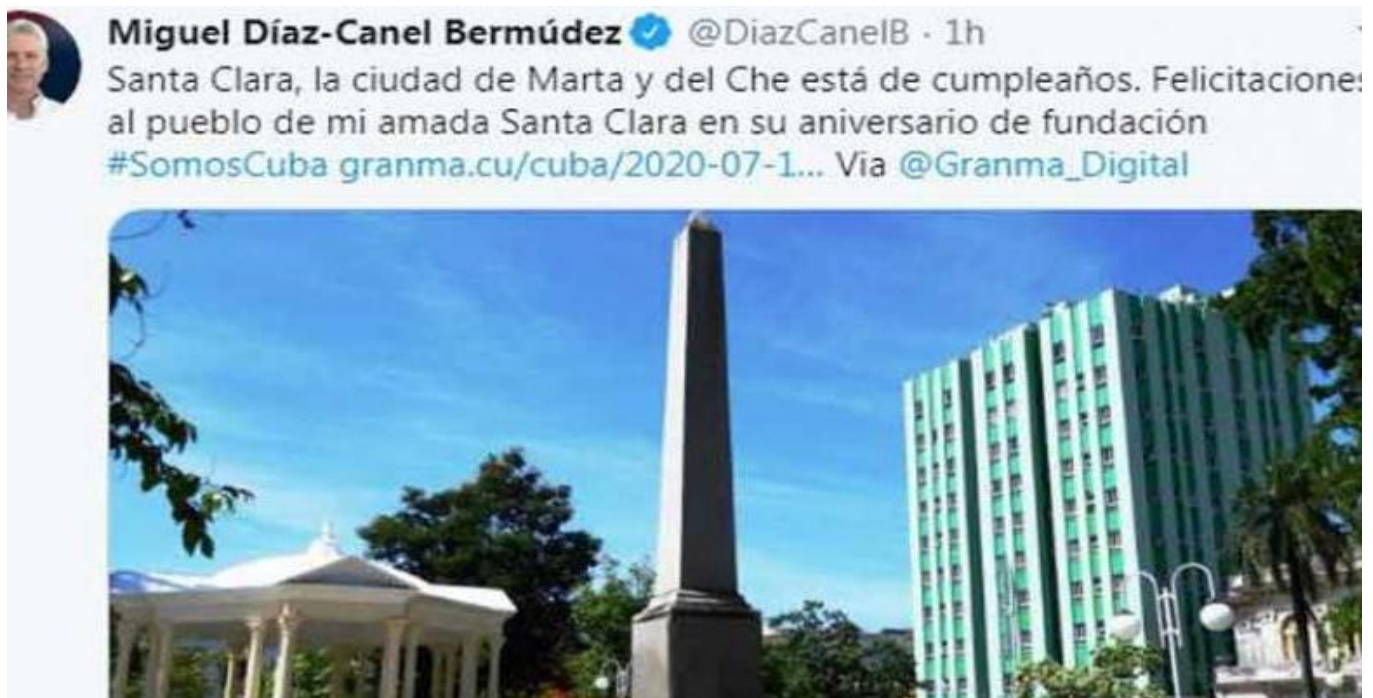 Miguel Díaz-Canel Bermúdez @DiazCanelB · 1h
Santa Clara, la ciudad de Marta y del Che está de cumpleaños. Felicitaciones
al pueblo de mi amada Santa Clara en su aniversario de fundación
#SomosCuba granma.cu/cuba/2020-07-1... Via @Granma_Digital